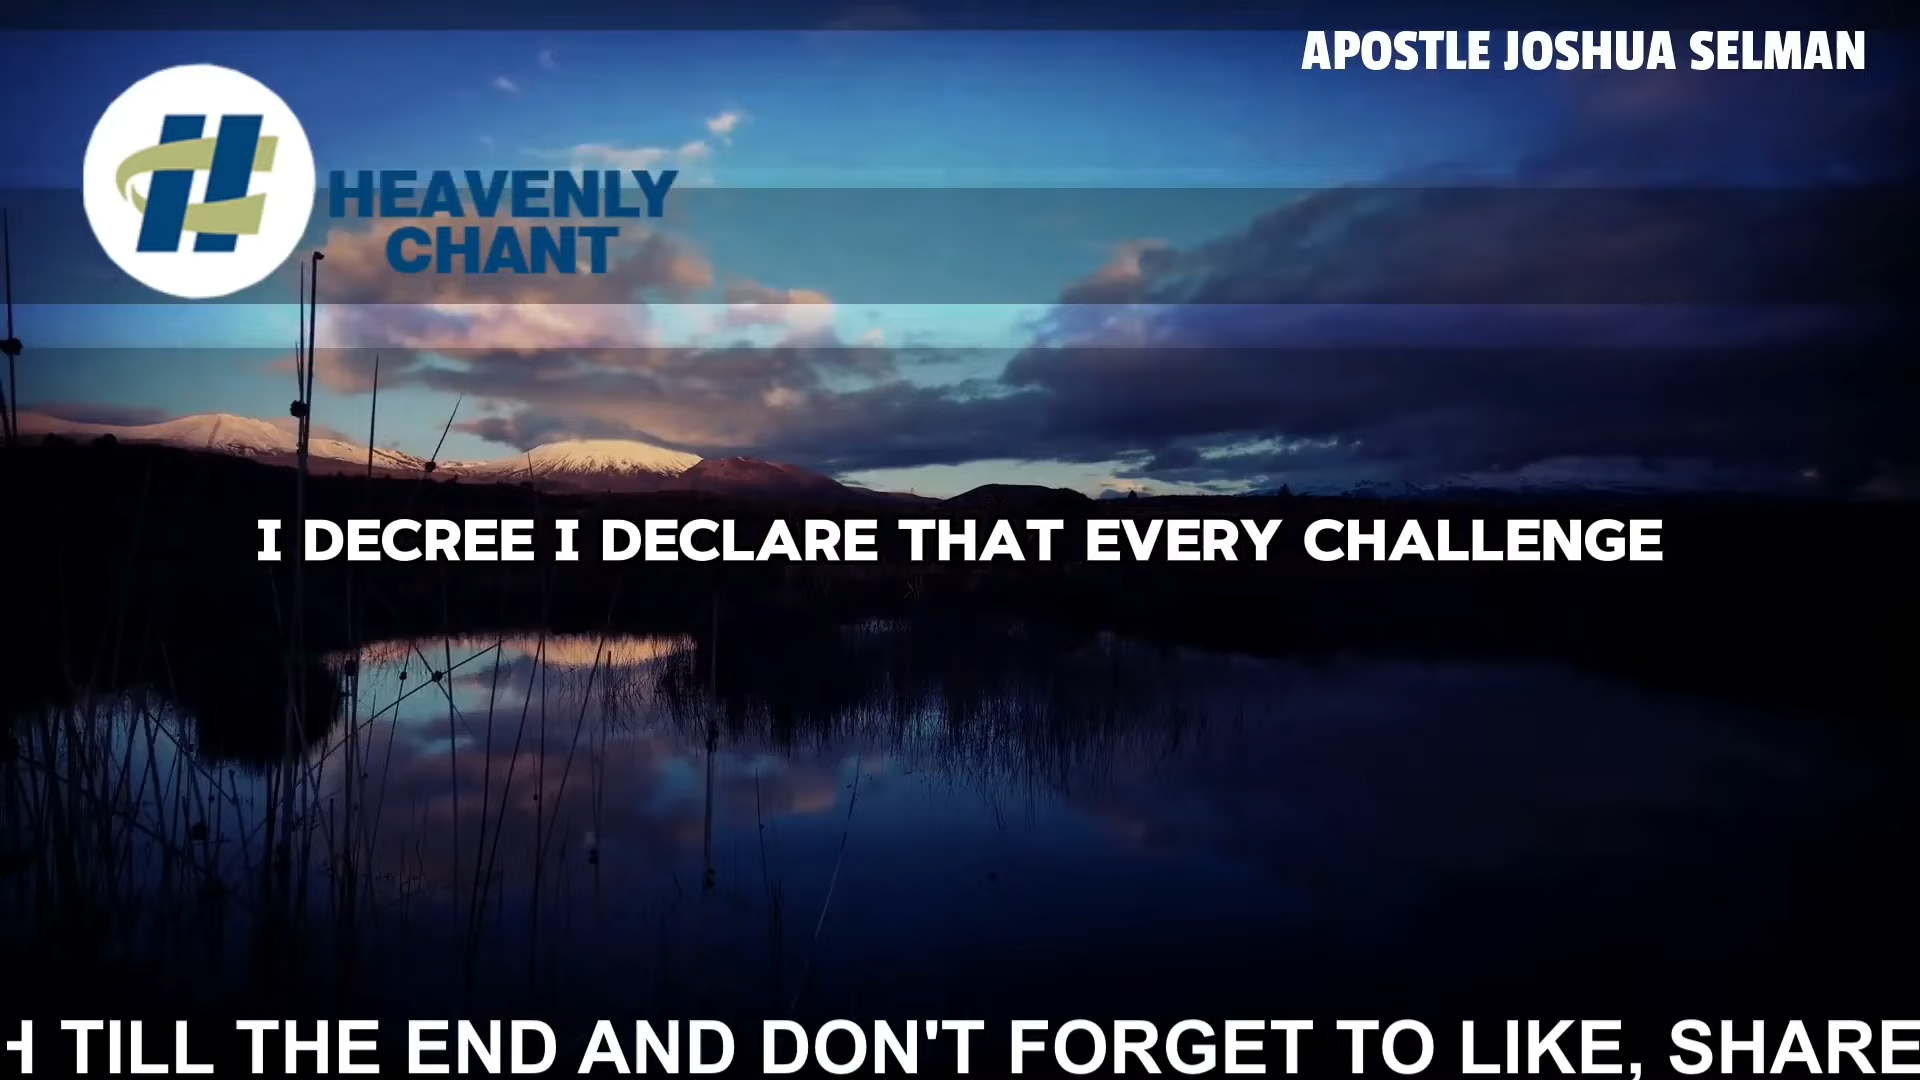 APOSTLE JOSHUA SELMAN
HEAVENLY
CHANT
I DECREE I DECLARE THAT EVERY CHALLENGE
TILL THE END AND DON'T FORGET TO LIKE, SHARE